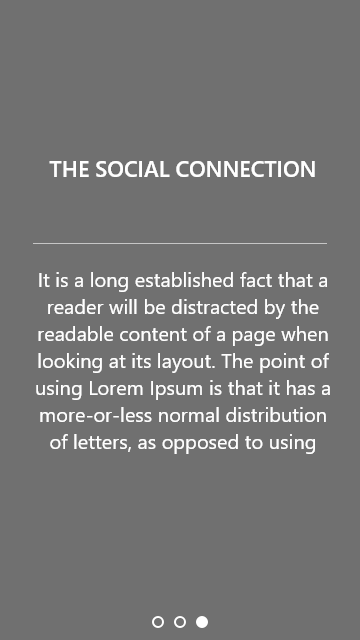 THE SOCIAL CONNECTION
It is a long established fact that a
reader will be distracted by the
readable content of a page when
looking at its layout. The point of
using Lorem Ipsum is that it has a
more-or-less normal distribution
of letters, as opposed to using